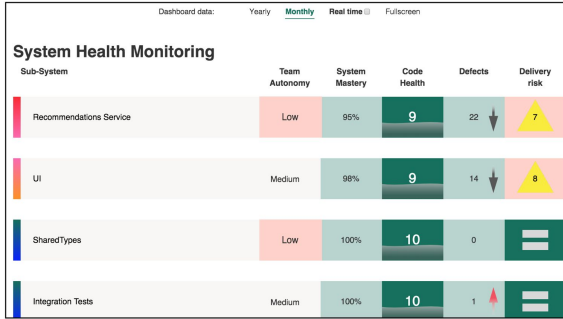 Dashboard data: Yearly Monthly Real time Fullscreen
System Health Monitoring
Sub-System Team Autonomy System Mastery Code Health Defects Delivery risk
Recommendations Service Low 95% 9 22 7
UI Medium 98% 9 14 8
SharedTypes Low 100% 10 0
Integration Tests Medium 100% 10 1